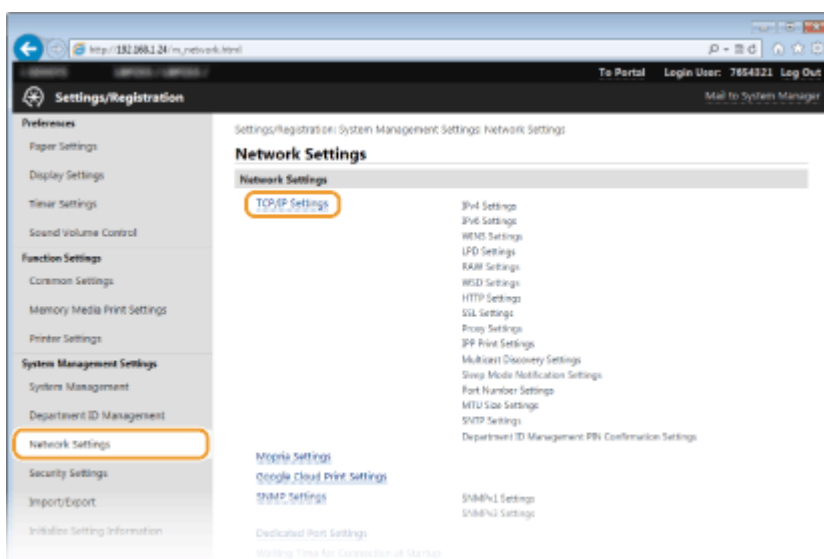 http://192.168.1.24/m_network.html
To Portal Login User: 7654321 Log Out
Settings/Registration
Mail to System Manager
Preferences
Paper Settings
Display Settings
Timer Settings
Sound Volume Control
Function Settings
Common Settings
Memory Media Print Settings
Printer Settings
System Management Settings
System Management
Department ID Management
Network Settings
Security Settings
Import/Export
Initialize Setting Information
Settings/Registration: System Management Settings: Network Settings
Network Settings
Network Settings
TCP/IP Settings
IPv4 Settings
IPv6 Settings
WINS Settings
LPD Settings
RAW Settings
WSD Settings
HTTP Settings
SSL Settings
Proxy Settings
IPP Print Settings
Multicast Discovery Settings
Sleep Mode Notification Settings
Port Number Settings
MTU Size Settings
SNTP Settings
Department ID Management PIN Confirmation Settings
Mopria Settings
Google Cloud Print Settings
SNMP Settings
SNMPv1 Settings
SNMPv3 Settings
Dedicated Port Settings
Waiting Time for Connection at Startup